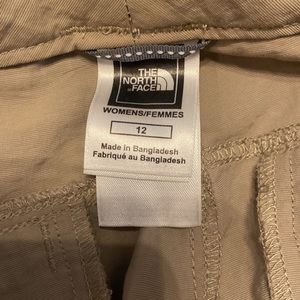 THE
NORTH
FACE
WOMENS/FEMMES
12
Made in Bangladesh
Fabriqué au Bangladesh